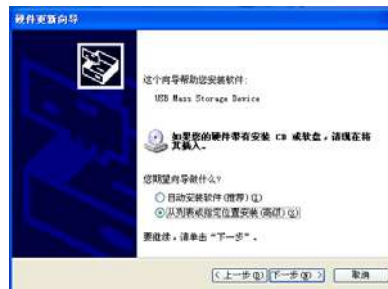 硬件更新向导
这个向导帮助您安装软件:
USB Mass Storage Device
如果您的硬件带有安装 CD 或软盘，请现在将
其插入。
您期望向导做什么?
自动安装软件(推荐)(I)
从列表或指定位置安装(高级)(S)
要继续，请单击“下一步”。
< 上一步(B) 下一步(N) > 取消